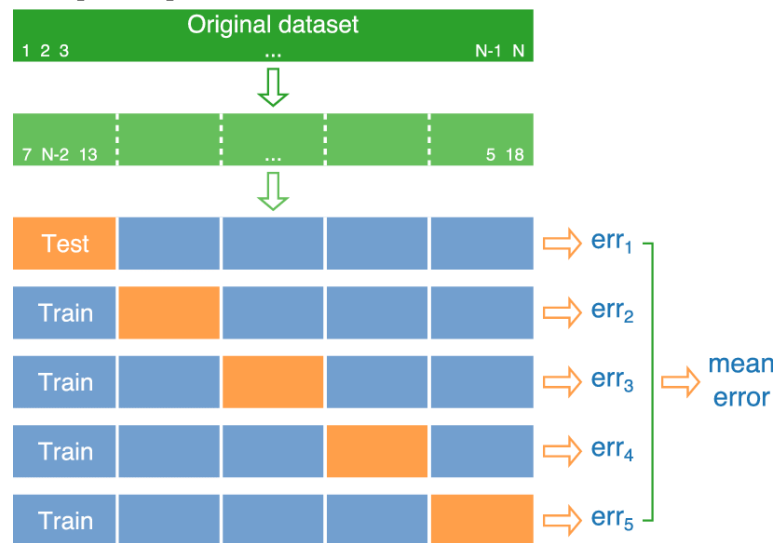 Original dataset
1 2 3 ... N-1 N
7 N-2 13 ... 5 18
Test err₁
Train err₂
Train err₃
Train err₄
Train err₅
mean
error